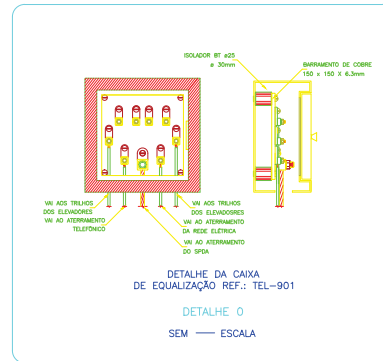 ISOLADOR BT ø25
ø 30mm
BARRAMENTO DE COBRE
150 x 150 X 6.3mm
VAI AOS TRILHOS
DOS ELEVADORES
VAI AO ATERRAMENTO
TELEFÔNICO
VAI AOS TRILHOS
DOS ELEVADOSRES
VAI AO ATERRAMENTO
DA REDE ELÉTRICA
VAI AO ATERRAMENTO
DO SPDA
DETALHE DA CAIXA
DE EQUALIZAÇÃO REF.: TEL-901
DETALHE 0
SEM — ESCALA